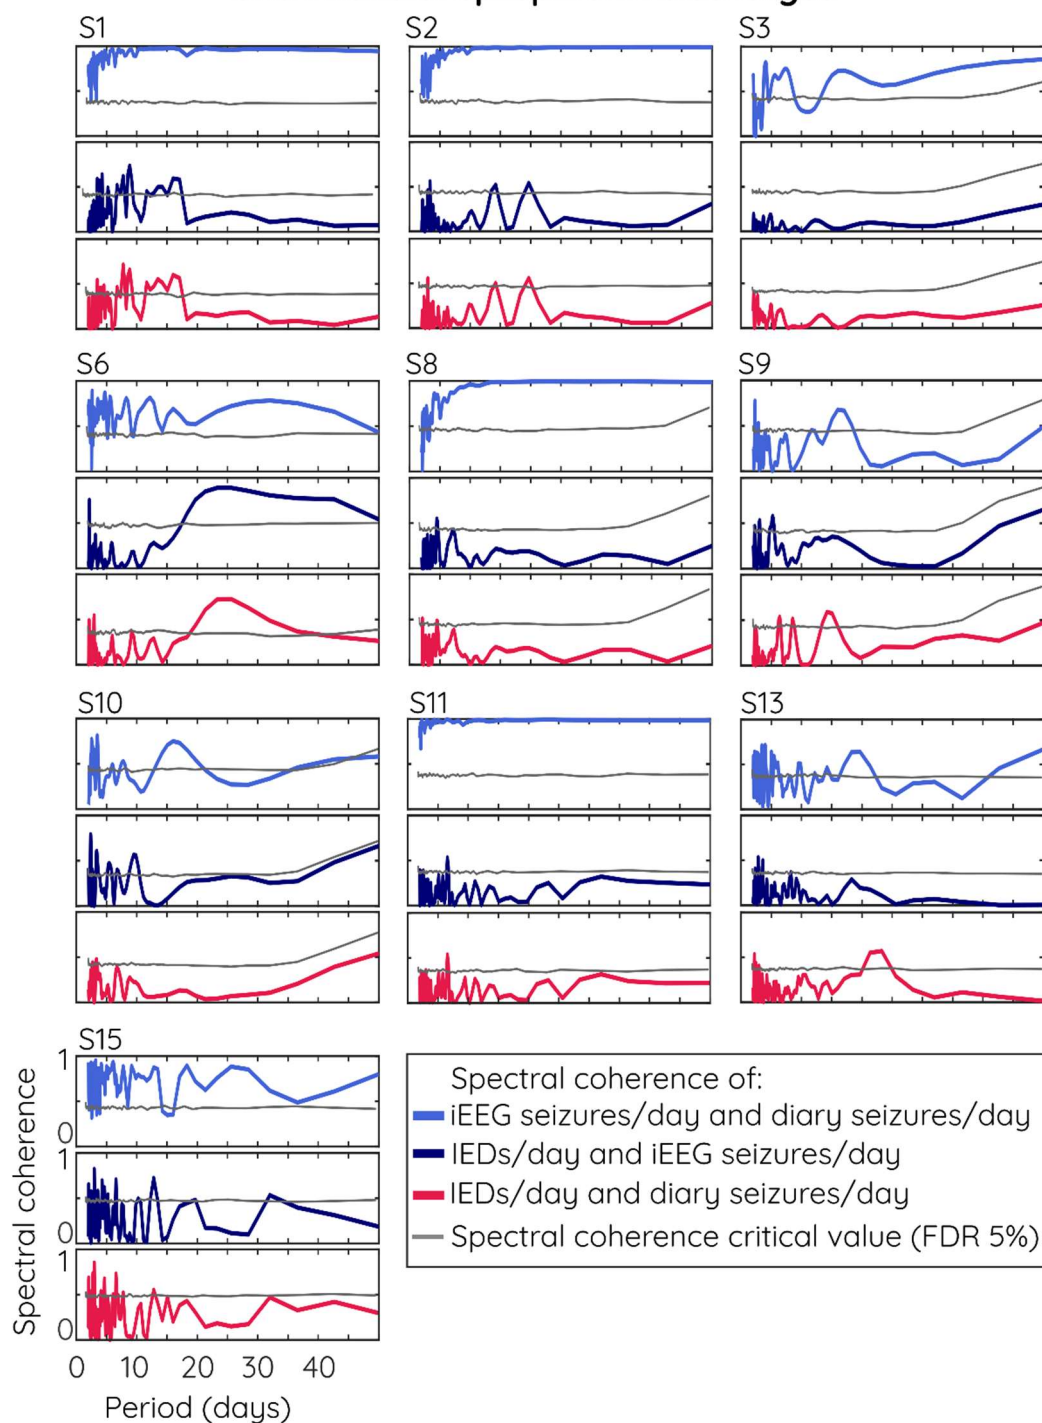 S1
S2
S3
S6
S8
S9
S10
S11
S13
S15
1
0
1
0
1
0
Spectral coherence
0 10 20 30 40
Period (days)
Spectral coherence of:
iEEG seizures/day and diary seizures/day
IEDs/day and iEEG seizures/day
IEDs/day and diary seizures/day
Spectral coherence critical value (FDR 5%)